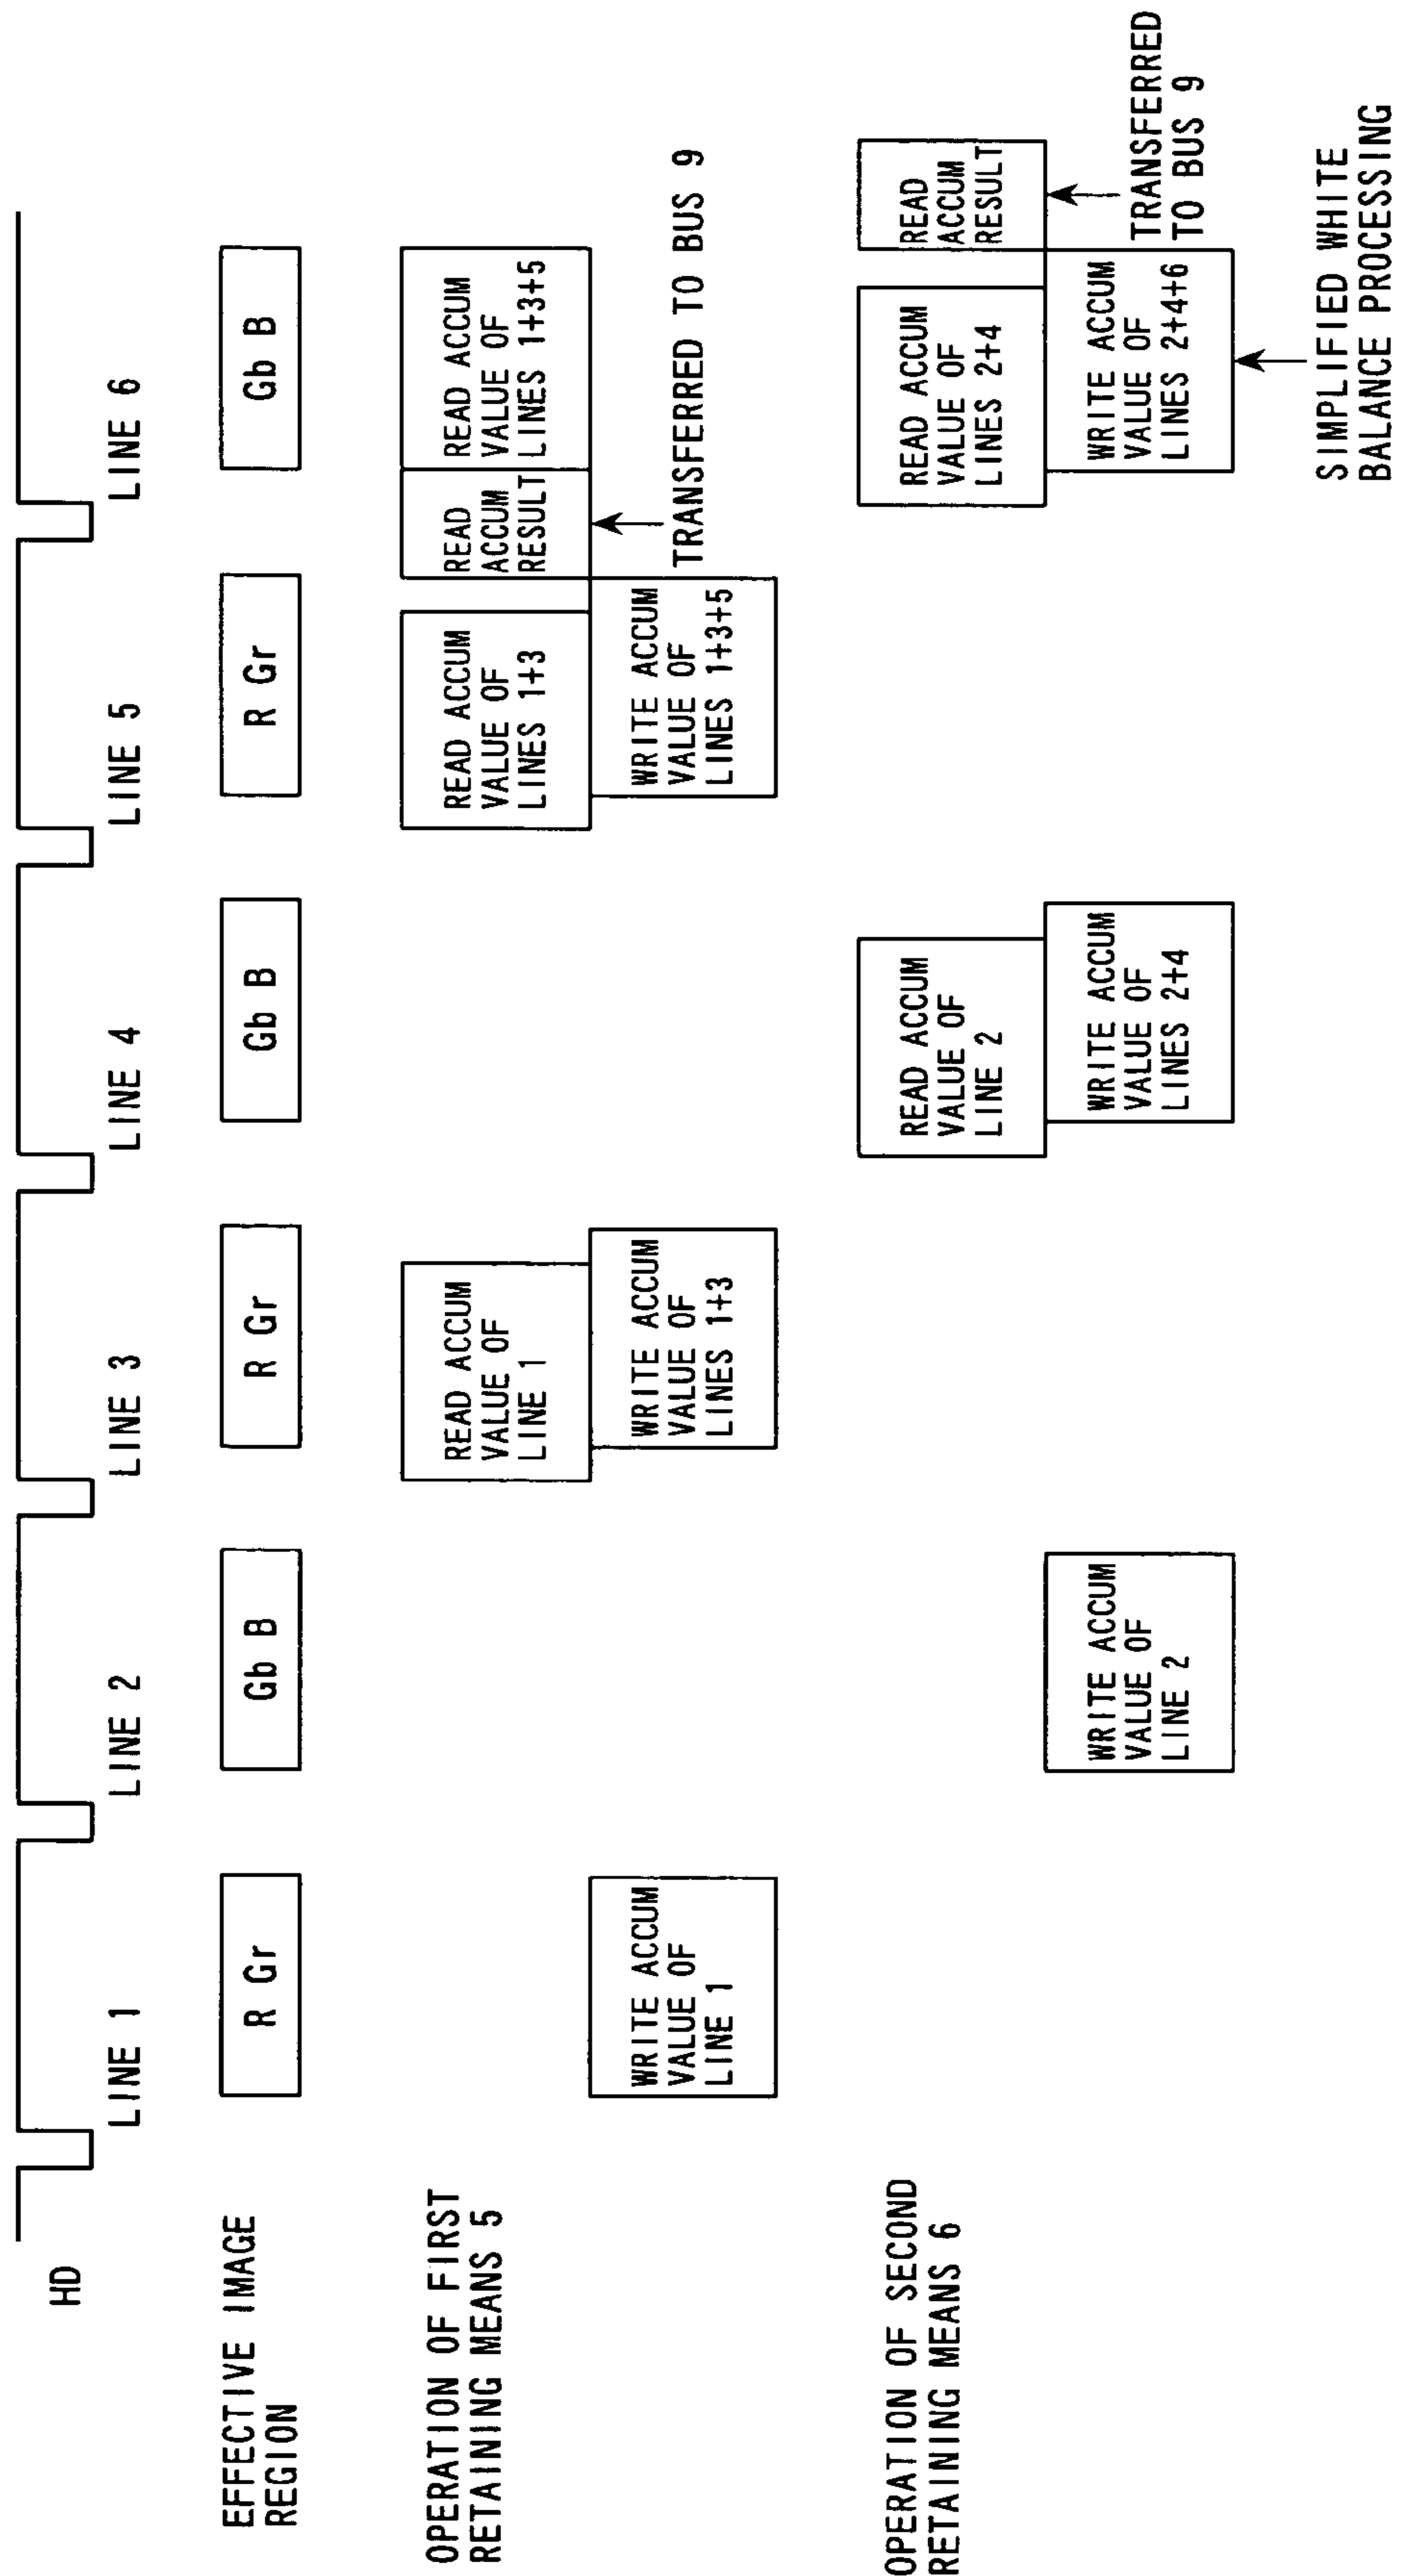 HD
LINE 1
LINE 2
LINE 3
LINE 4
LINE 5
LINE 6
EFFECTIVE IMAGE
REGION
R Gr
Gb B
R Gr
Gb B
R Gr
Gb B
OPERATION OF FIRST
RETAINING MEANS 5
WRITE ACCUM
VALUE OF
LINE 1
READ ACCUM
VALUE OF
LINE 1
WRITE ACCUM
VALUE OF
LINES 1+3
READ ACCUM
VALUE OF
LINES 1+3
WRITE ACCUM
VALUE OF
LINES 1+3+5
READ
ACCUM
RESULT
READ ACCUM
VALUE OF
LINES 1+3+5
TRANSFERRED TO BUS 9
OPERATION OF SECOND
RETAINING MEANS 6
WRITE ACCUM
VALUE OF
LINE 2
READ ACCUM
VALUE OF
LINE 2
WRITE ACCUM
VALUE OF
LINES 2+4
READ ACCUM
VALUE OF
LINES 2+4
WRITE ACCUM
VALUE OF
LINES 2+4+6
READ
ACCUM
RESULT
TRANSFERRED
TO BUS 9
SIMPLIFIED WHITE
BALANCE PROCESSING